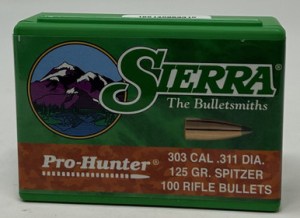 SIERRA®
The Bulletsmiths
Pro-Hunter®
303 CAL .311 DIA.
125 GR. SPITZER
100 RIFLE BULLETS